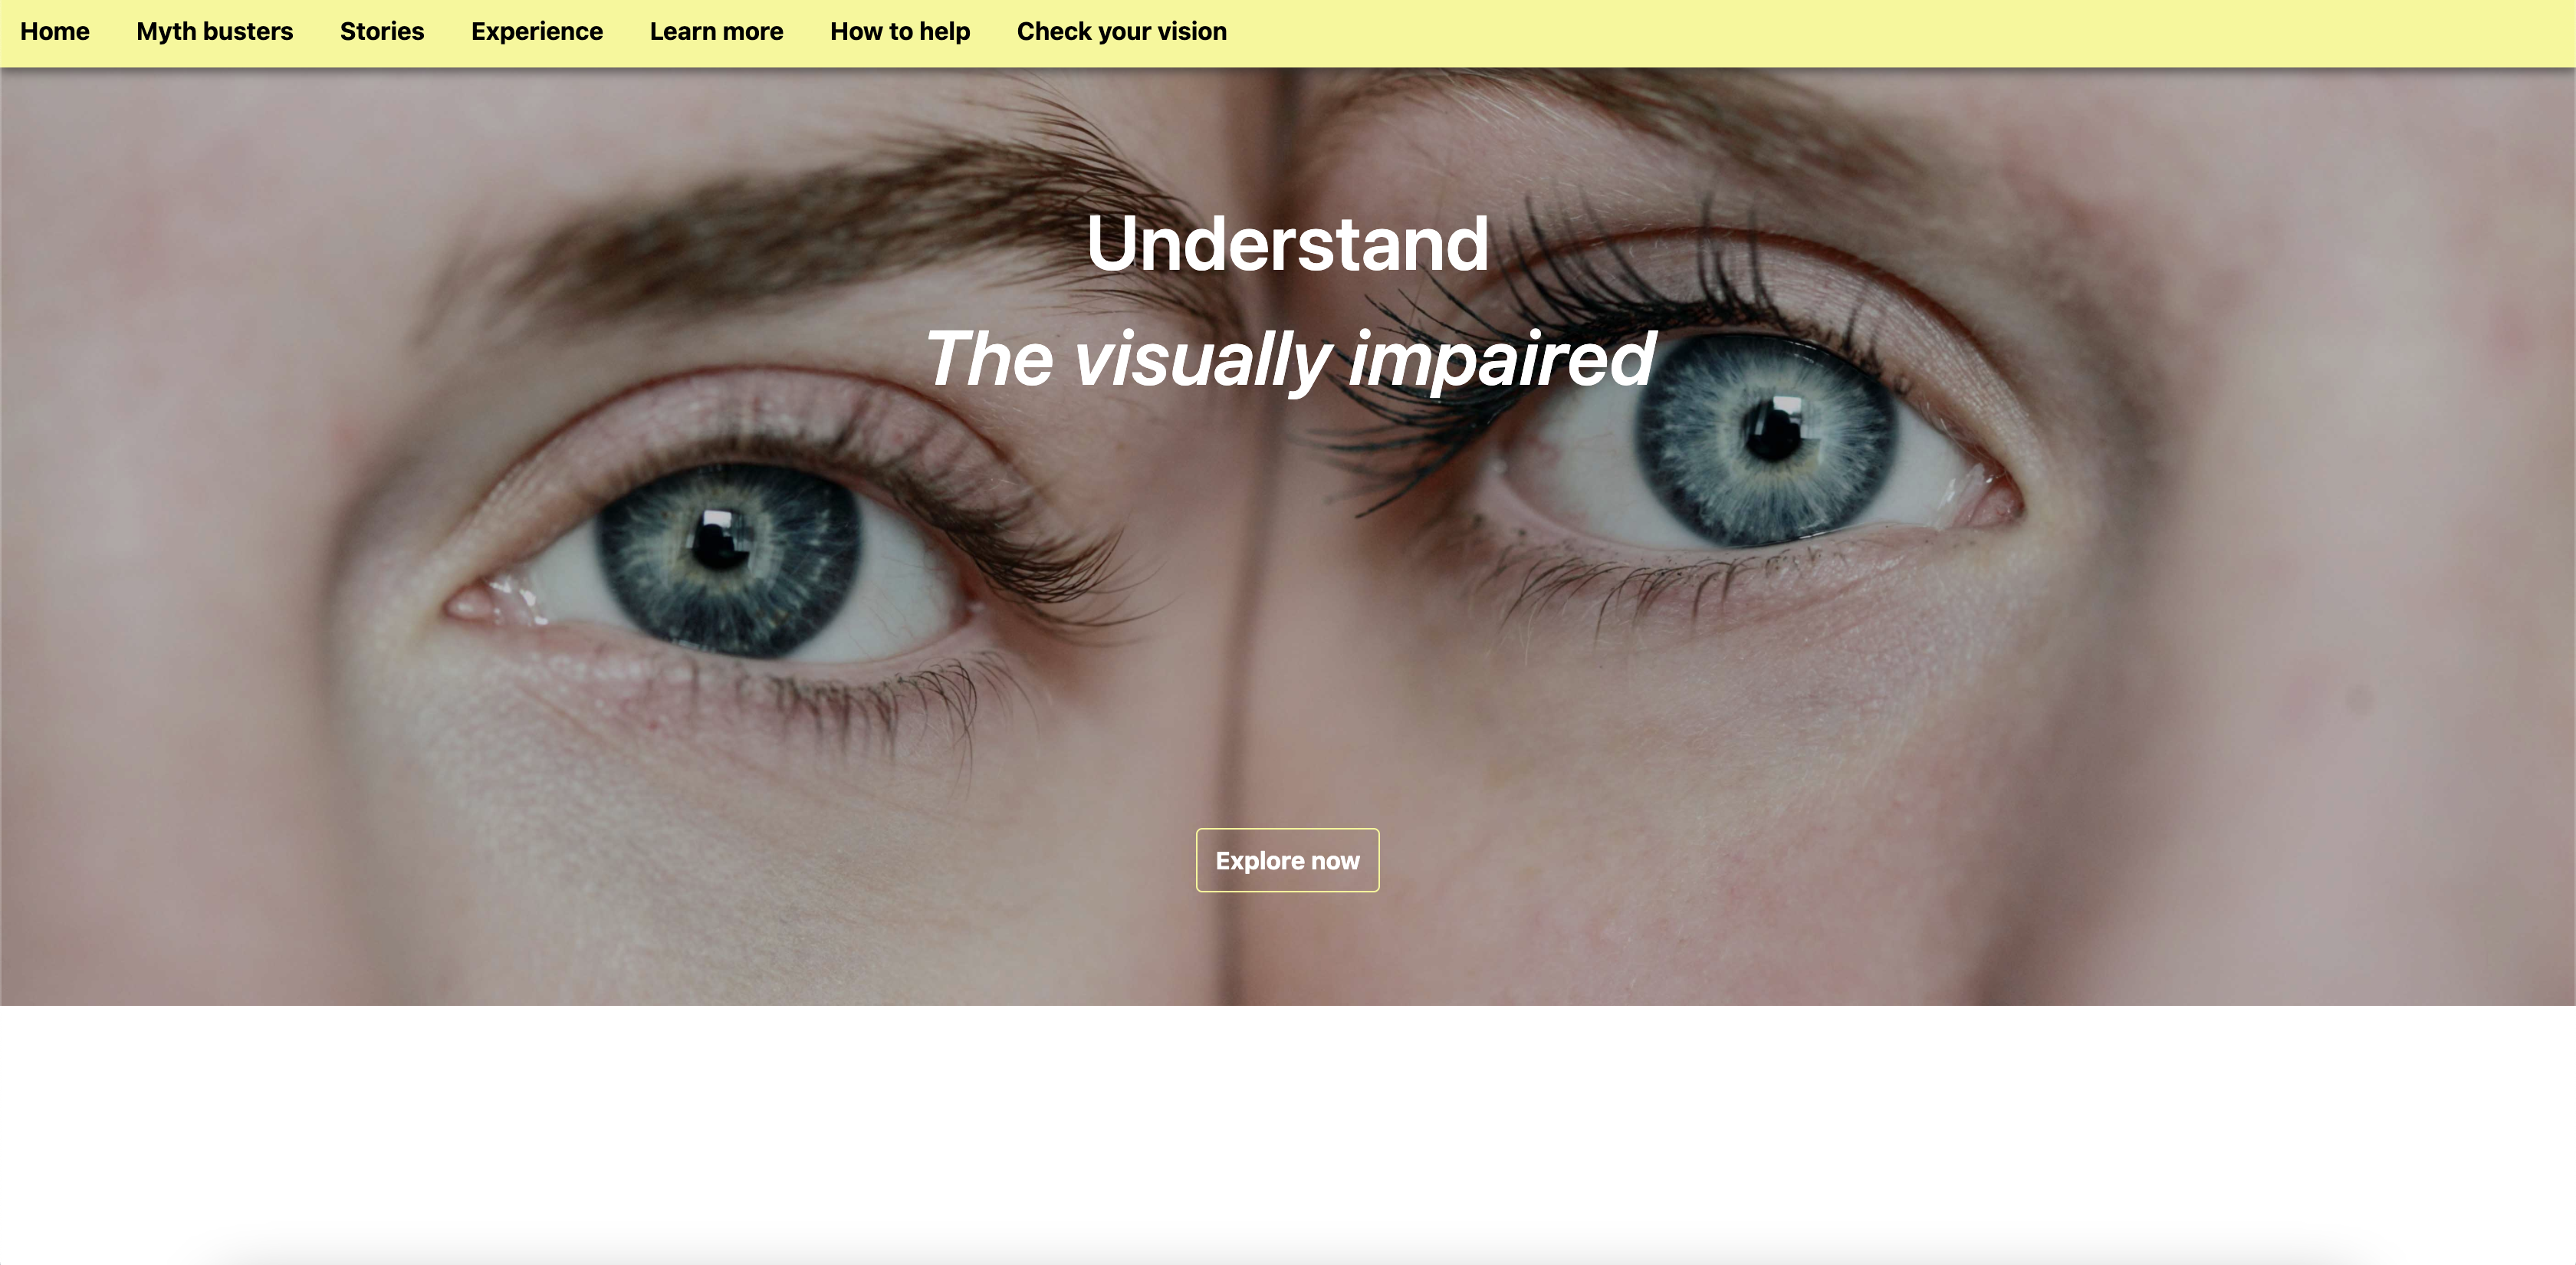 Home Myth busters Stories Experience Learn more How to help Check your vision
Understand
The visually impaired
Explore now